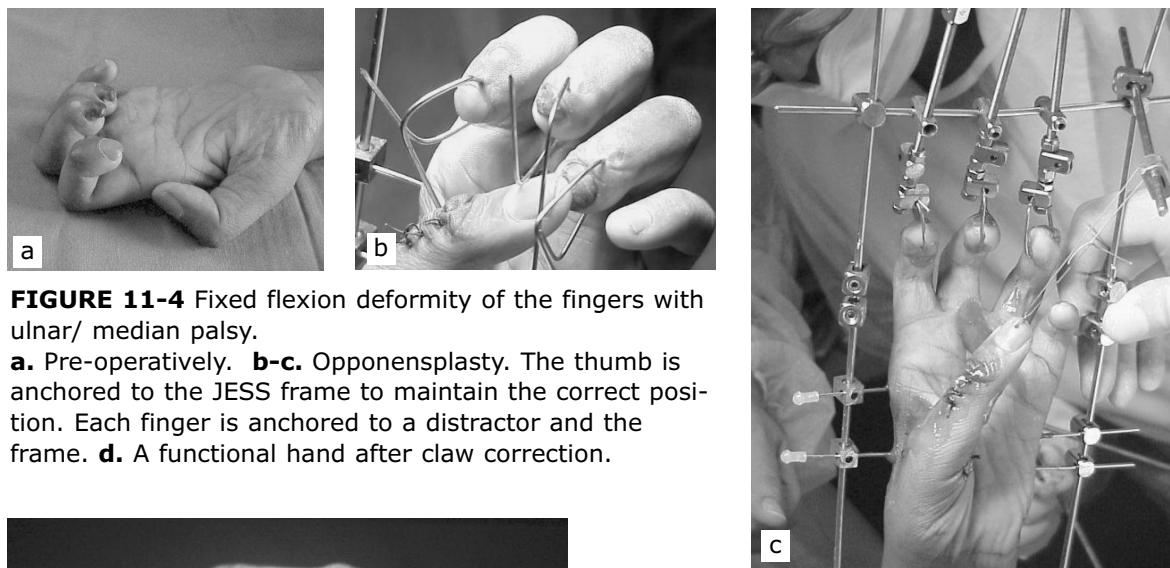 a
b
FIGURE 11-4 Fixed flexion deformity of the fingers with
ulnar/ median palsy.
a. Pre-operatively. b-c. Opponensplasty. The thumb is
anchored to the JESS frame to maintain the correct posi-
tion. Each finger is anchored to a distractor and the
frame. d. A functional hand after claw correction.
c